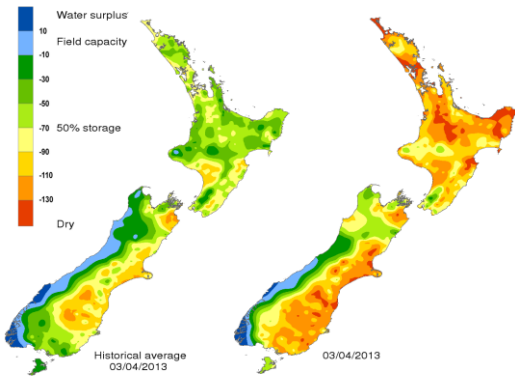 Water surplus
10
Field capacity
-10
-30
-50
50% storage
-70
-90
-110
-130
Dry
Historical average
03/04/2013
03/04/2013